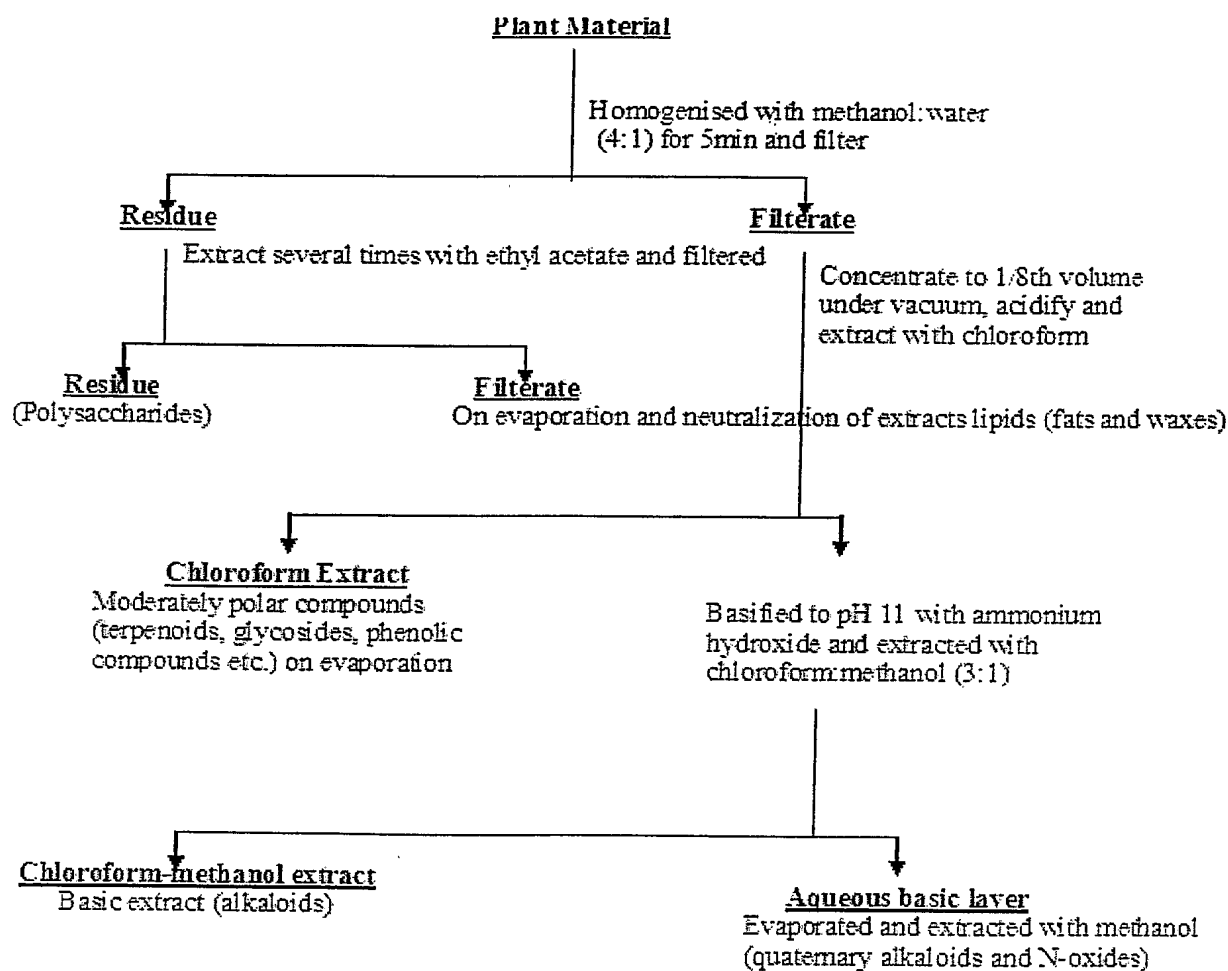 Plant Material
Homogenised with methanol:water
(4:1) for 5min and filter
Residue
Filterate
Extract several times with ethyl acetate and filtered
Concentrate to 1/8th volume
under vacuum, acidify and
extract with chloroform
Residue
(Polysaccharides)
Filterate
On evaporation and neutralization of extracts lipids (fats and waxes)
Chloroform Extract
Moderately polar compounds
(terpenoids, glycosides, phenolic
compounds etc.) on evaporation
Basified to pH 11 with ammonium
hydroxide and extracted with
chloroform:methanol (3:1)
Chloroform-methanol extract
Basic extract (alkaloids)
Aqueous basic layer
Evaporated and extracted with methanol
(quaternary alkaloids and N-oxides)